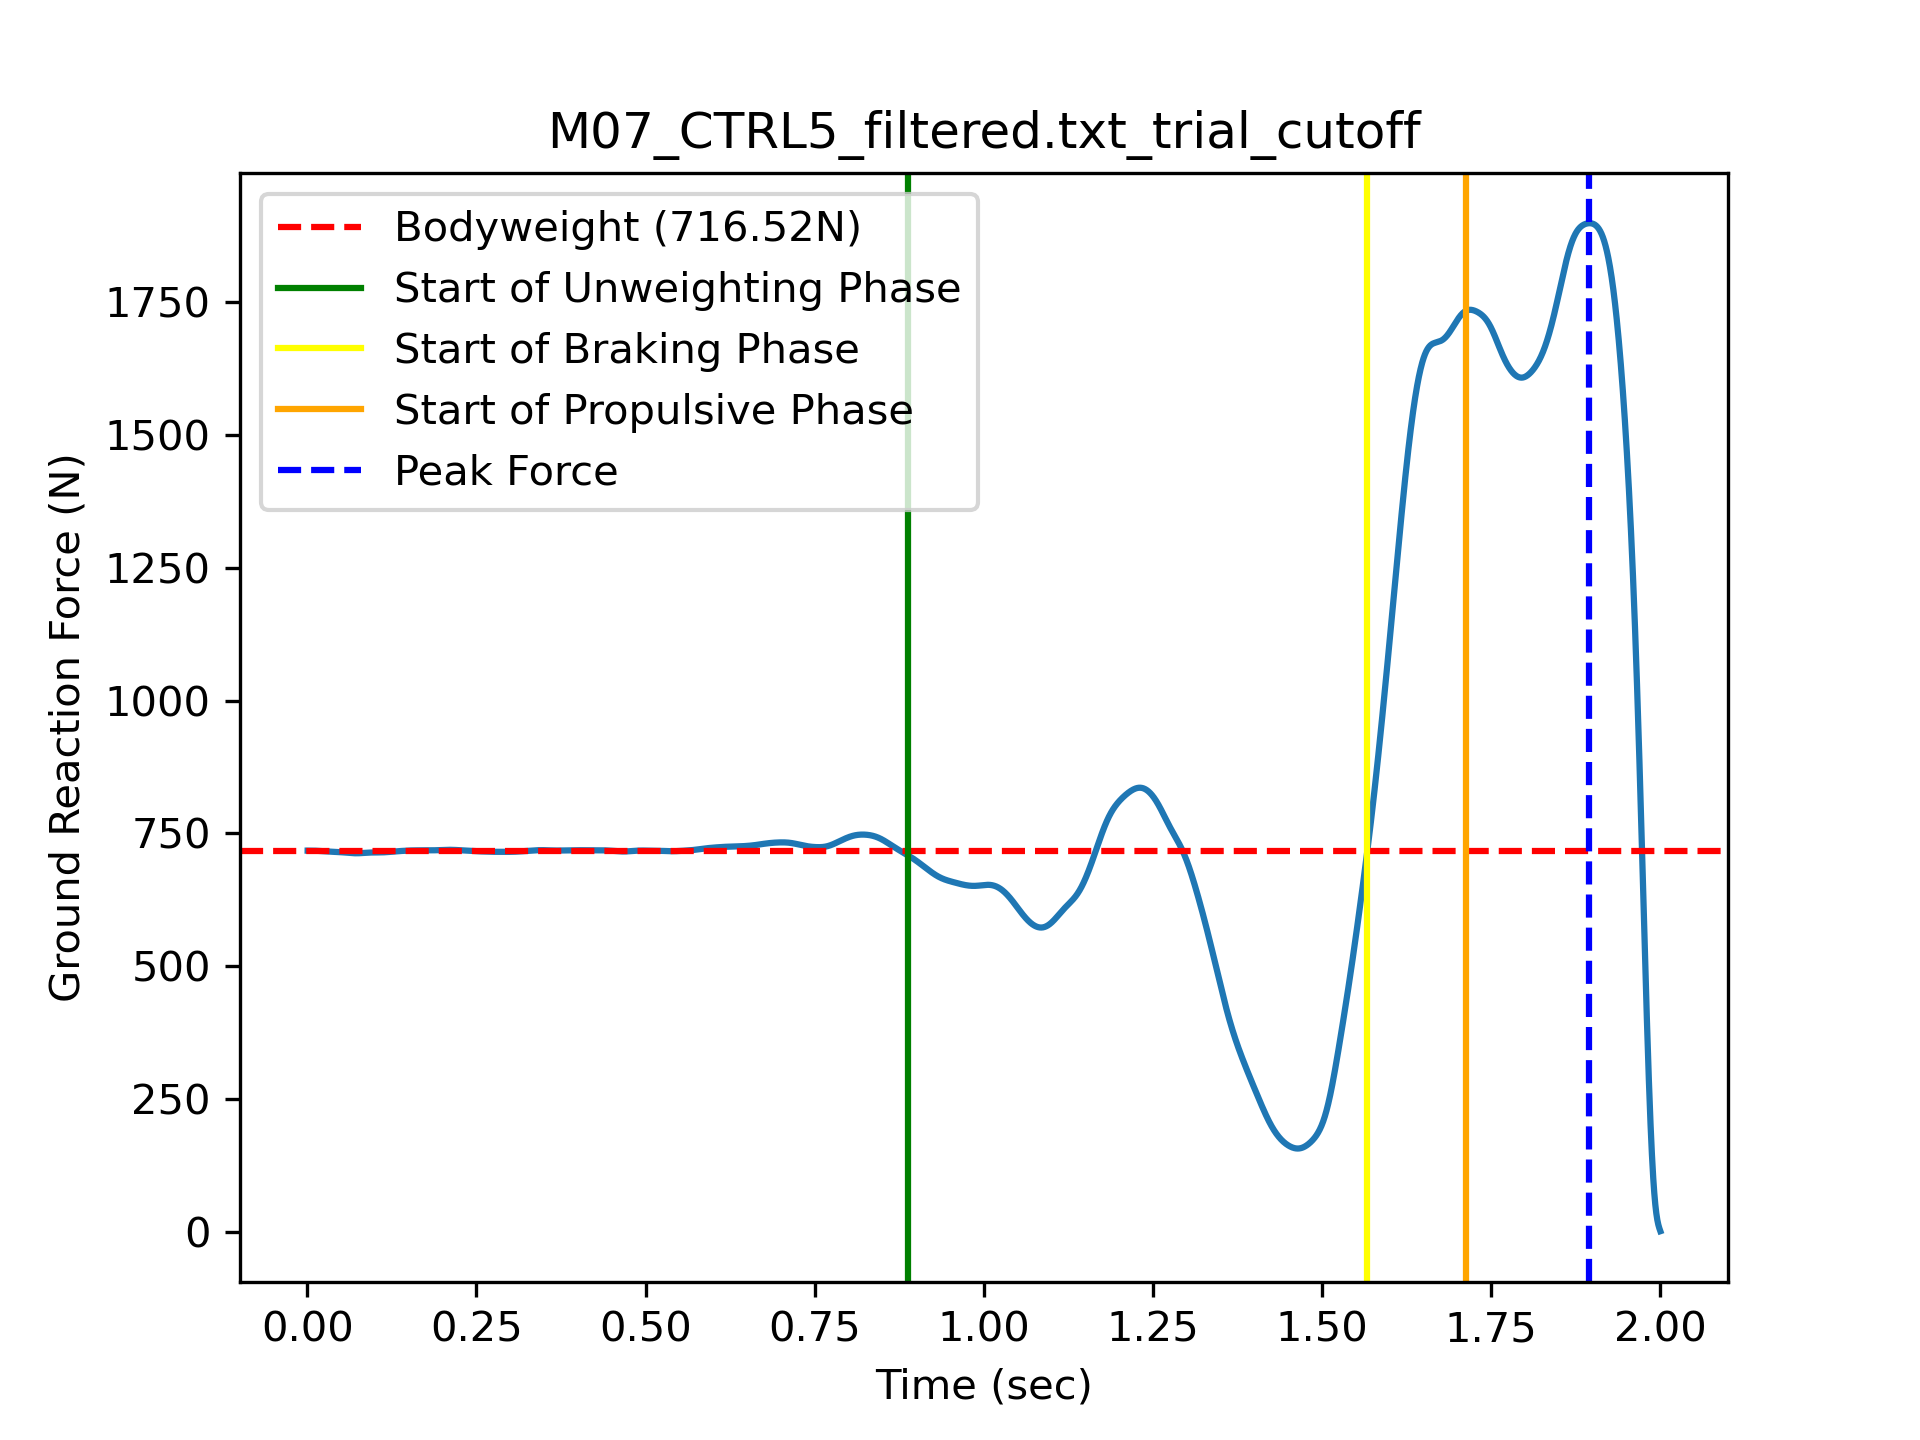 M07_CTRL5_filtered.txt_trial_cutoff
Bodyweight (716.52N)
Start of Unweighting Phase
Start of Braking Phase
Start of Propulsive Phase
Peak Force
Ground Reaction Force (N)
1750
1500
1250
1000
750
500
250
0
0.00 0.25 0.50 0.75 1.00 1.25 1.50 1.75 2.00
Time (sec)